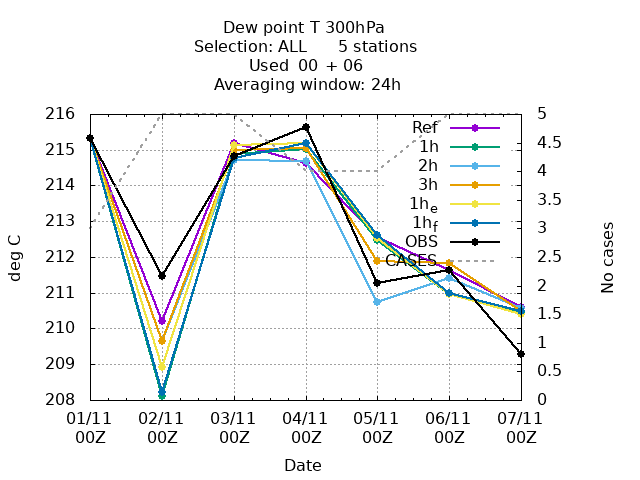 Dew point T 300hPa
Selection: ALL      5 stations
Used  00 + 06
Averaging window: 24h
216
215
214
213
212
211
210
209
208
deg C
5
4.5
4
3.5
3
2.5
2
1.5
1
0.5
0
No cases
Ref
1h
2h
3h
1he
1hf
OBS
CASES
01/11 02/11 03/11 04/11 05/11 06/11 07/11
00Z 00Z 00Z 00Z 00Z 00Z 00Z
Date